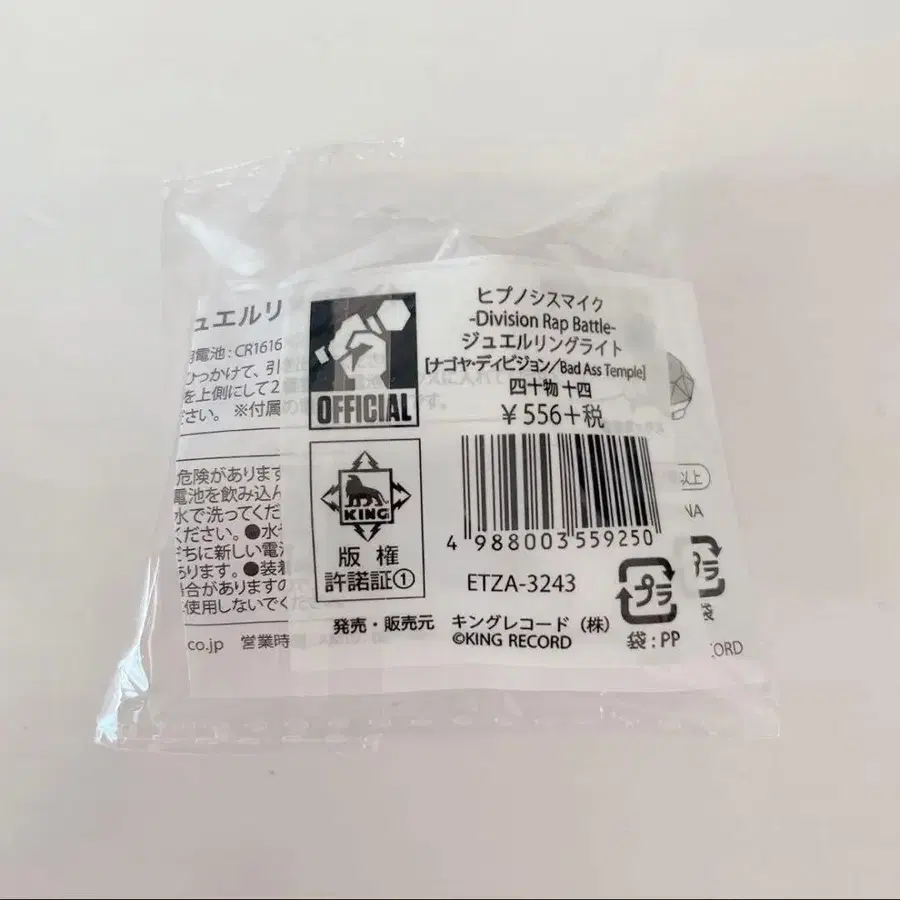 ヒプノシスマイク
-Division Rap Battle-
ジュエルリングライト
[ナゴヤ・ディビジョン/Bad Ass Temple]
四十物 十四
¥556+税
OFFICIAL
KING
版権
許諾証①
4 988003 559250
ETZA-3243
発売・販売元 キングレコード(株)
©KING RECORD
プラ
袋:PP
ュエルリ
電池:CR1616
ひっかけて、引
を上側にして2
ださい。 ※付属
危険があります
電池を飲み込ん
水で洗ってくだ
ください。●水
だちに新しい電池
あります。●装着
場合がありますの
使用しないでく
.co.jp 営業時
以上
NA
プラ
袋
CORD